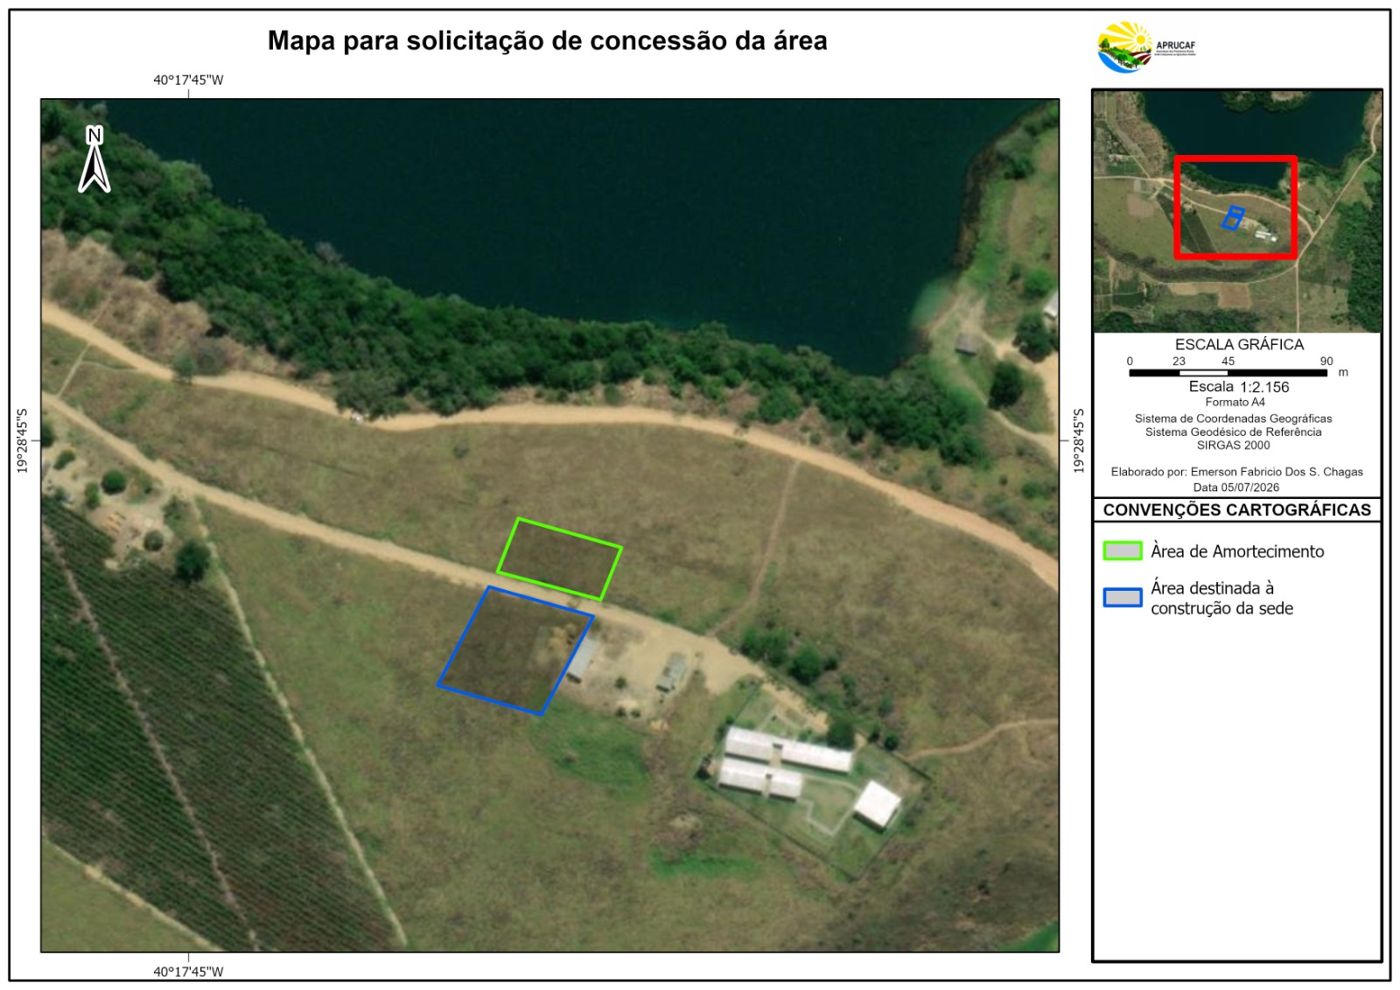 Mapa para solicitação de concessão da área
APRUCAF
40°17'45"W
N
19°28'45"S
19°28'45"S
40°17'45"W
ESCALA GRÁFICA
0 23 45 90 m
Escala 1:2.156
Formato A4
Sistema de Coordenadas Geográficas
Sistema Geodésico de Referência
SIRGAS 2000
Elaborado por: Emerson Fabricio Dos S. Chagas
Data 05/07/2026
CONVENÇÕES CARTOGRÁFICAS
Àrea de Amortecimento
Área destinada à
construção da sede